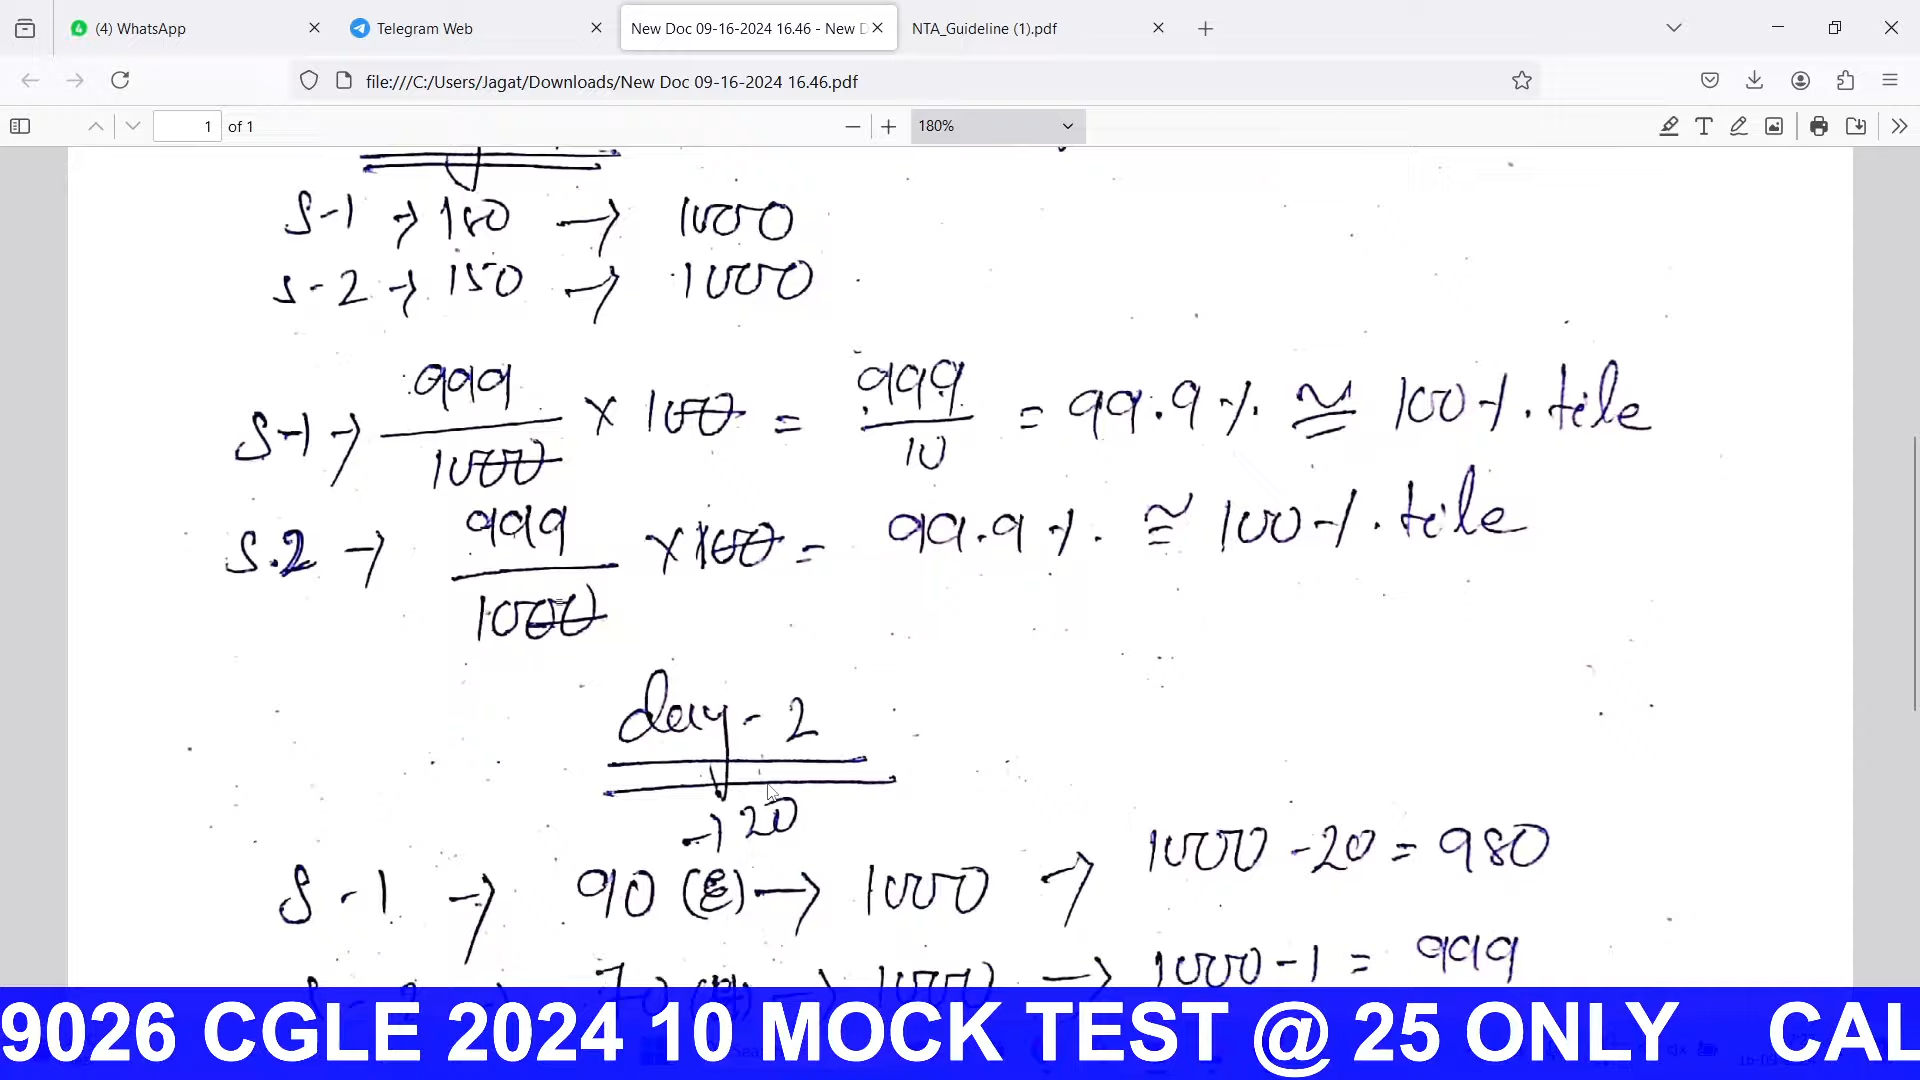 (4) WhatsApp
Telegram Web
New Doc 09-16-2024 16.46 - New D
NTA_Guideline (1).pdf
file:///C:/Users/Jagat/Downloads/New Doc 09-16-2024 16.46.pdf
1 of 1
180%
S-1 → 180 → 1000
S-2 → 150 → 1000
S-1 → 999/1000 × 100 = 999/10 = 99.9% ≅ 100%.tile
S.2 → 999/1000 × 100 = 99.9%. ≅ 100%.tile
day-2
→ 20
S-1 → 90 (E) → 1000 → 1000 - 20 = 980
70 → 1000 → 1000 - 1 = 999
9026 CGLE 2024 10 MOCK TEST @ 25 ONLY CAL